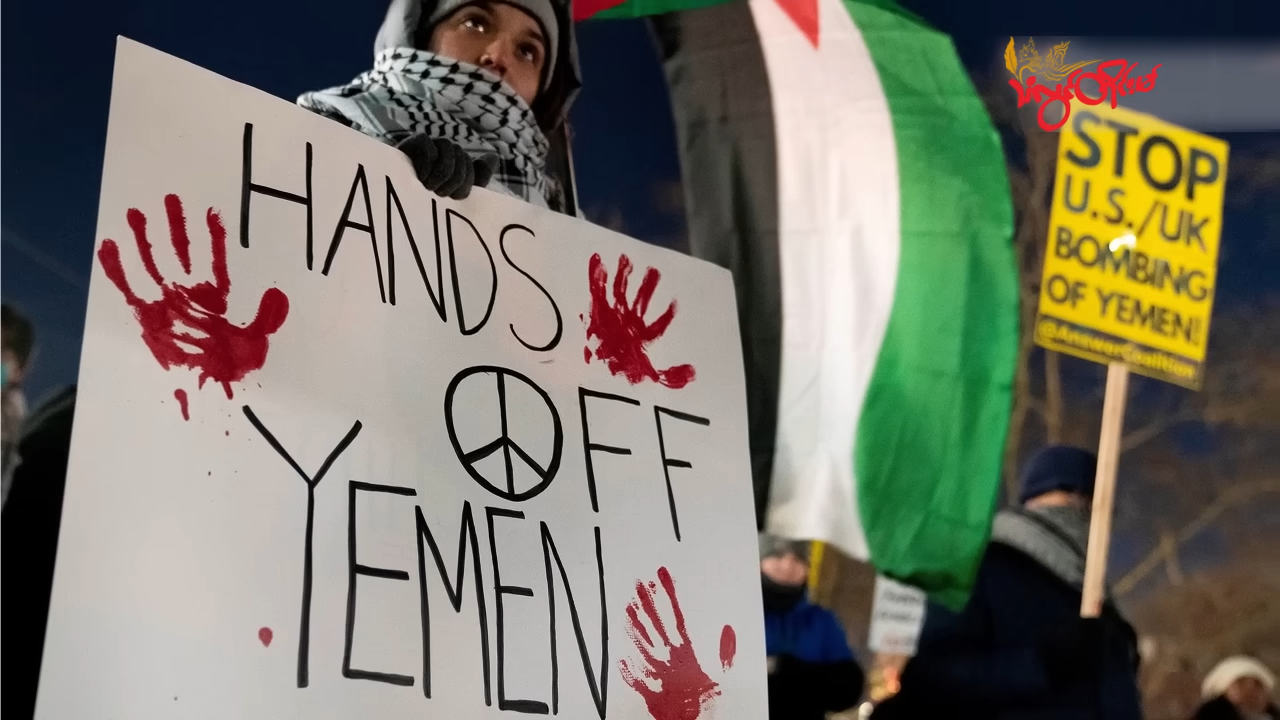 HANDS
OFF
YEMEN
STOP
U.S./UK
BOMBING
OF YEMEN!
@AnswerCoalition